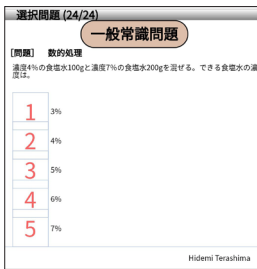 選択問題 (24/24)
一般常識問題
[問題] 数的処理
濃度4%の食塩水100gと濃度7%の食塩水200gを混ぜる。できる食塩水の濃
度は。
1 3%
2 4%
3 5%
4 6%
5 7%
Hidemi Terashima